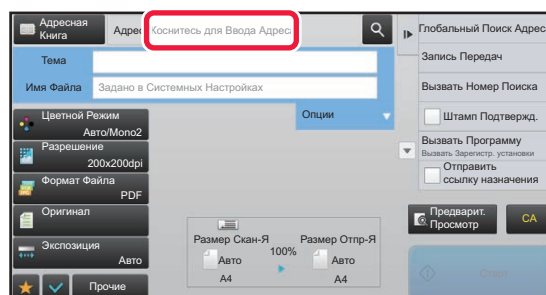 Адресная
Книга
Адрес
Коснитесь для Ввода Адреса
Тема
Имя Файла
Задано в Системных Настройках
Опции
Цветной Режим
Авто/Mono2
Разрешение
200x200dpi
Формат Файла
PDF
Оригинал
Экспозиция
Авто
Прочие
Размер Скан-Я
Авто
A4
100%
Размер Отпр-Я
Авто
A4
Глобальный Поиск Адрес
Запись Передач
Вызвать Номер Поиска
Штамп Подтвержд.
Вызвать Программу
Вызвать Зарегистр. установки
Отправить
ссылку назначения
Предварит.
Просмотр
CA
Старт